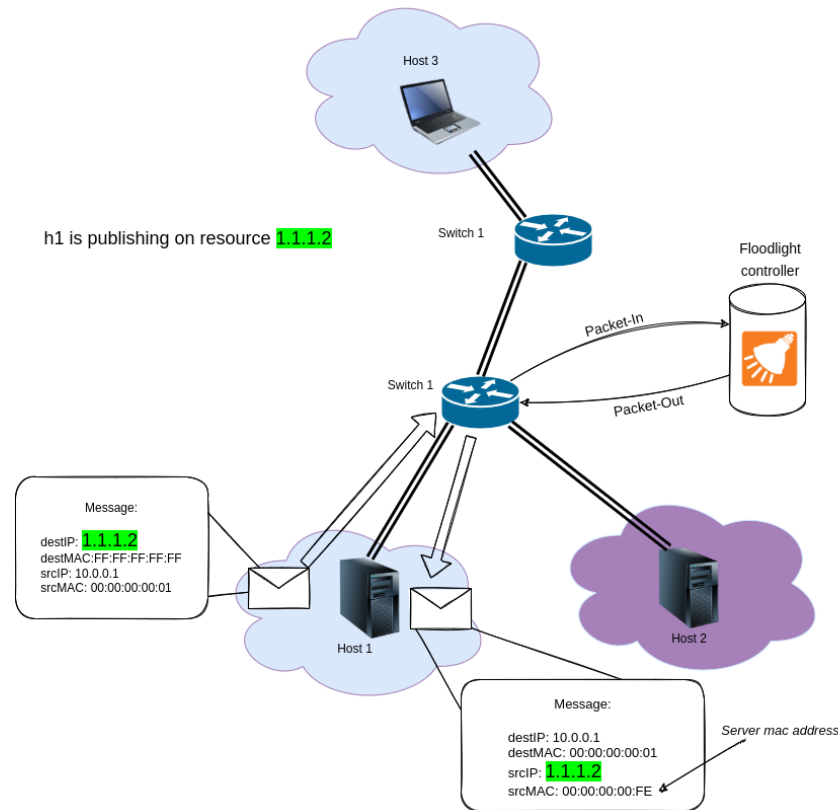 Host 3
h1 is publishing on resource 1.1.1.2
Switch 1
Floodlight
controller
Packet-In
Switch 1
Packet-Out
Message:
destIP: 1.1.1.2
destMAC:FF:FF:FF:FF:FF
srcIP: 10.0.0.1
srcMAC: 00:00:00:00:01
Host 1
Host 2
Message:
destIP: 10.0.0.1
destMAC: 00:00:00:00:01
srcIP: 1.1.1.2
srcMAC: 00:00:00:00:FE
Server mac address